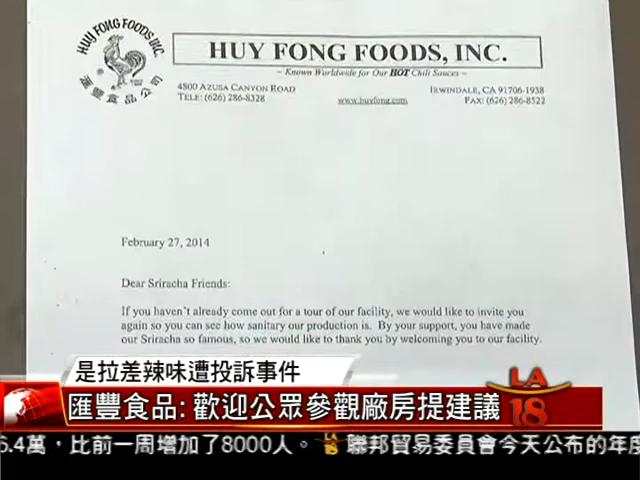 HUY FONG FOODS, INC.
匯豐食品公司
HUY FONG FOODS, INC.
~ Known Worldwide for Our HOT Chili Sauces ~
4800 AZUSA CANYON ROAD
TELE: (626) 286-8328
www.huyfong.com
IRWINDALE, CA 91706-1938
FAX: (626) 286-8522
February 27, 2014
Dear Sriracha Friends:
If you haven't already come out for a tour of our facility, we would like to invite you
again so you can see how sanitary our production is. By your support, you have made
our Sriracha so famous, so we would like to thank you by welcoming you to our facility.
是拉差辣味遭投訴事件
匯豐食品: 歡迎公眾參觀廠房提建議
LA
18
6.4萬，比前一周增加了8000人。 LA 18 聯邦貿易委員會今天公布的年度